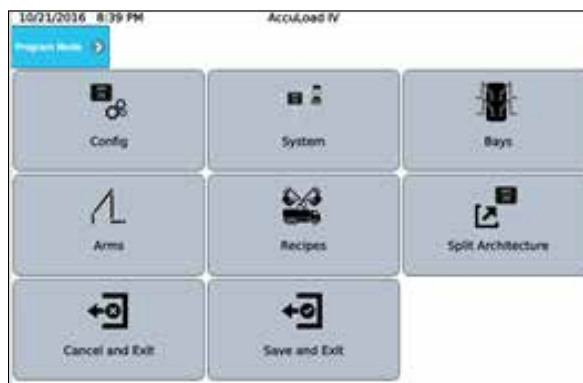 10/21/2016 8:39 PM AccuLoad IV
Program Mode
Config
System
Bays
Arms
Recipes
Split Architecture
Cancel and Exit
Save and Exit